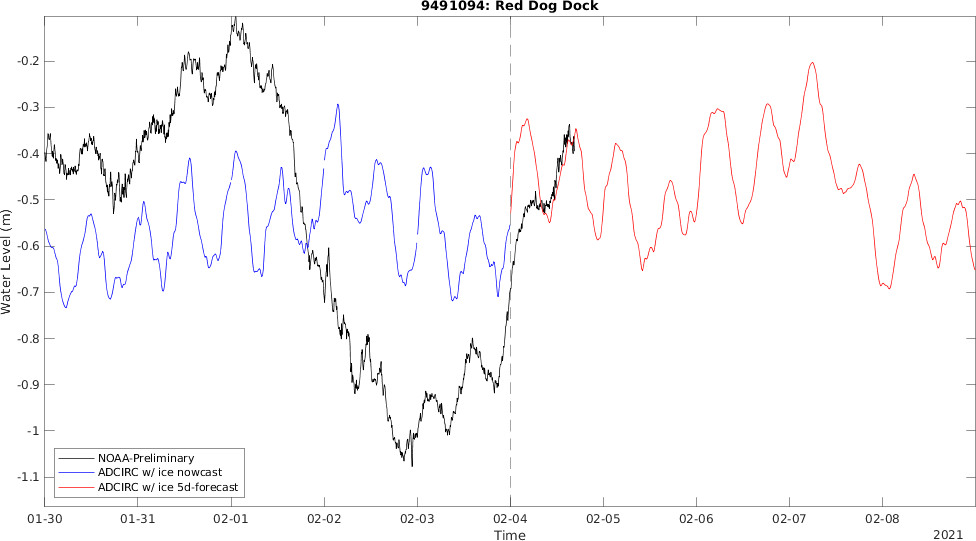 9491094: Red Dog Dock
Water Level (m)
-0.2
-0.3
-0.4
-0.5
-0.6
-0.7
-0.8
-0.9
-1
-1.1
NOAA-Preliminary
ADCIRC w/ ice nowcast
ADCIRC w/ ice 5d-forecast
01-30 01-31 02-01 02-02 02-03 02-04 02-05 02-06 02-07 02-08
Time
2021